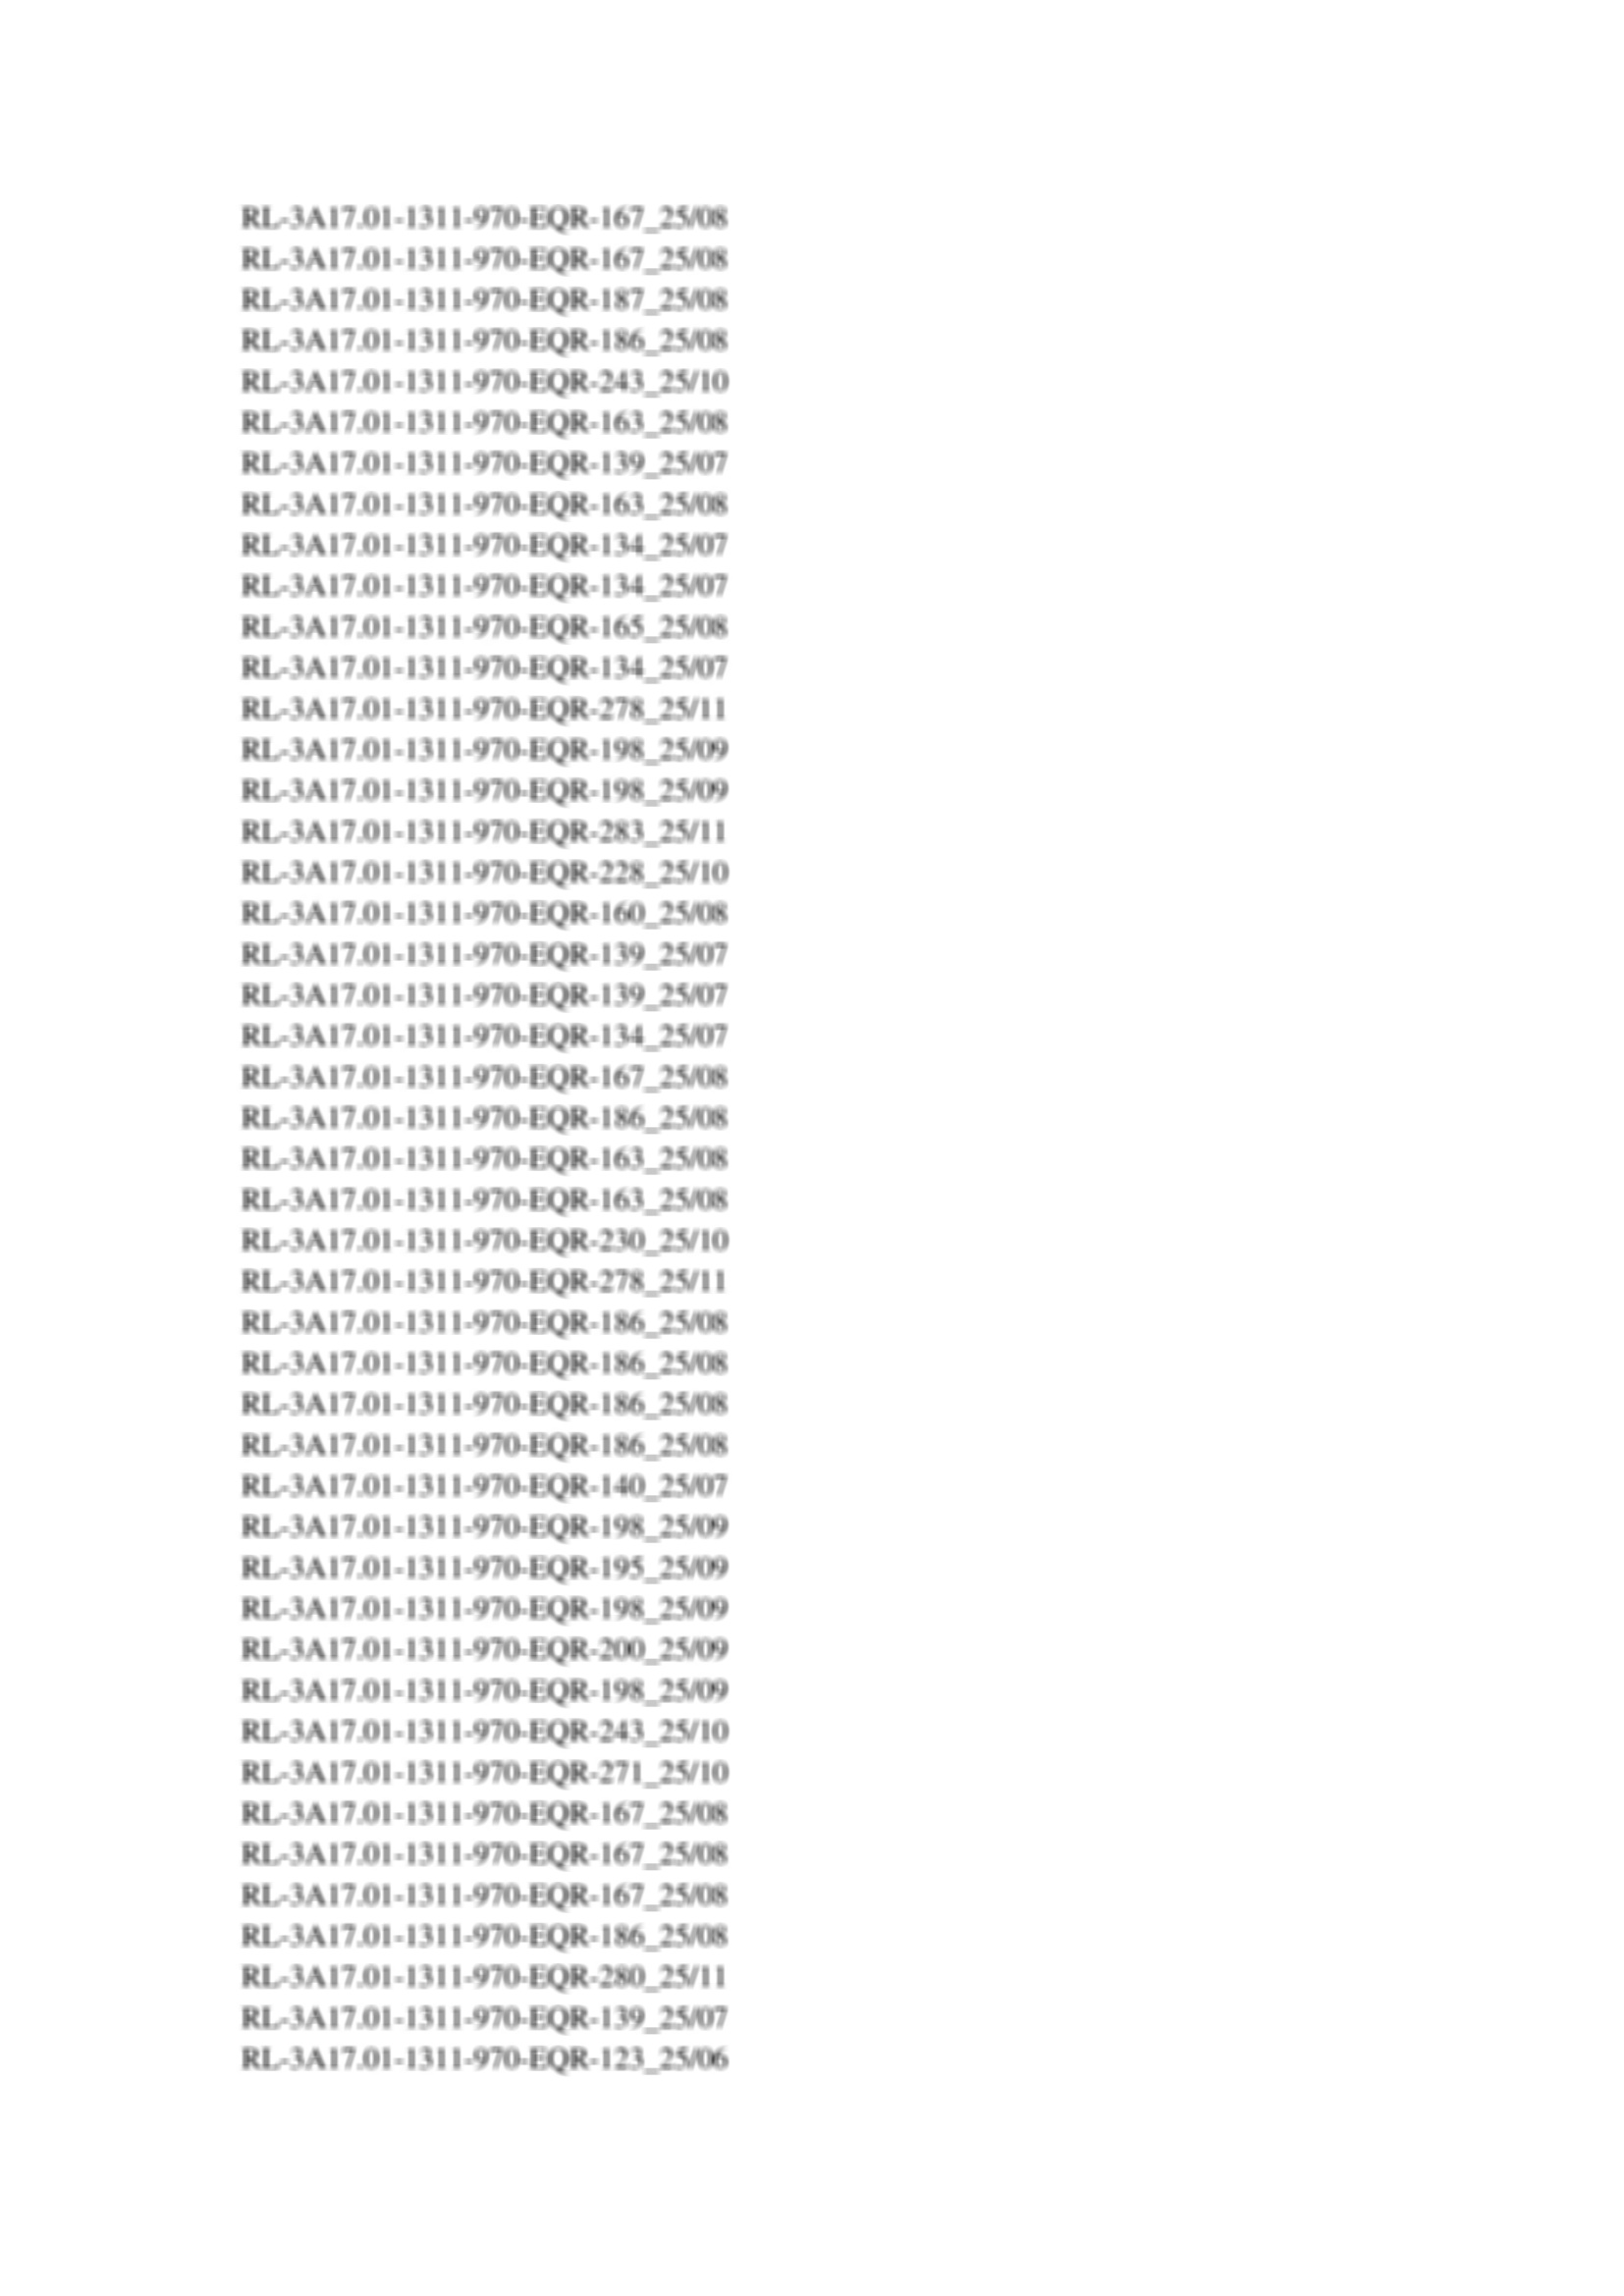 RL-3A17.01-1311-970-EQR-167_25/08
RL-3A17.01-1311-970-EQR-167_25/08
RL-3A17.01-1311-970-EQR-187_25/08
RL-3A17.01-1311-970-EQR-186_25/08
RL-3A17.01-1311-970-EQR-243_25/10
RL-3A17.01-1311-970-EQR-163_25/08
RL-3A17.01-1311-970-EQR-139_25/07
RL-3A17.01-1311-970-EQR-163_25/08
RL-3A17.01-1311-970-EQR-134_25/07
RL-3A17.01-1311-970-EQR-134_25/07
RL-3A17.01-1311-970-EQR-165_25/08
RL-3A17.01-1311-970-EQR-134_25/07
RL-3A17.01-1311-970-EQR-278_25/11
RL-3A17.01-1311-970-EQR-198_25/09
RL-3A17.01-1311-970-EQR-198_25/09
RL-3A17.01-1311-970-EQR-283_25/11
RL-3A17.01-1311-970-EQR-228_25/10
RL-3A17.01-1311-970-EQR-160_25/08
RL-3A17.01-1311-970-EQR-139_25/07
RL-3A17.01-1311-970-EQR-139_25/07
RL-3A17.01-1311-970-EQR-134_25/07
RL-3A17.01-1311-970-EQR-167_25/08
RL-3A17.01-1311-970-EQR-186_25/08
RL-3A17.01-1311-970-EQR-163_25/08
RL-3A17.01-1311-970-EQR-163_25/08
RL-3A17.01-1311-970-EQR-230_25/10
RL-3A17.01-1311-970-EQR-278_25/11
RL-3A17.01-1311-970-EQR-186_25/08
RL-3A17.01-1311-970-EQR-186_25/08
RL-3A17.01-1311-970-EQR-186_25/08
RL-3A17.01-1311-970-EQR-186_25/08
RL-3A17.01-1311-970-EQR-140_25/07
RL-3A17.01-1311-970-EQR-198_25/09
RL-3A17.01-1311-970-EQR-195_25/09
RL-3A17.01-1311-970-EQR-198_25/09
RL-3A17.01-1311-970-EQR-200_25/09
RL-3A17.01-1311-970-EQR-198_25/09
RL-3A17.01-1311-970-EQR-243_25/10
RL-3A17.01-1311-970-EQR-271_25/10
RL-3A17.01-1311-970-EQR-167_25/08
RL-3A17.01-1311-970-EQR-167_25/08
RL-3A17.01-1311-970-EQR-167_25/08
RL-3A17.01-1311-970-EQR-186_25/08
RL-3A17.01-1311-970-EQR-280_25/11
RL-3A17.01-1311-970-EQR-139_25/07
RL-3A17.01-1311-970-EQR-123_25/06